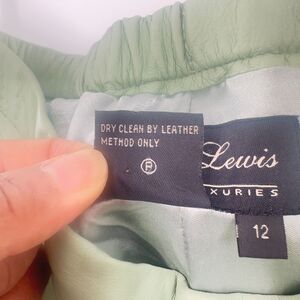 DRY CLEAN BY LEATHER
METHOD ONLY
P
Lewis
XURIES
12